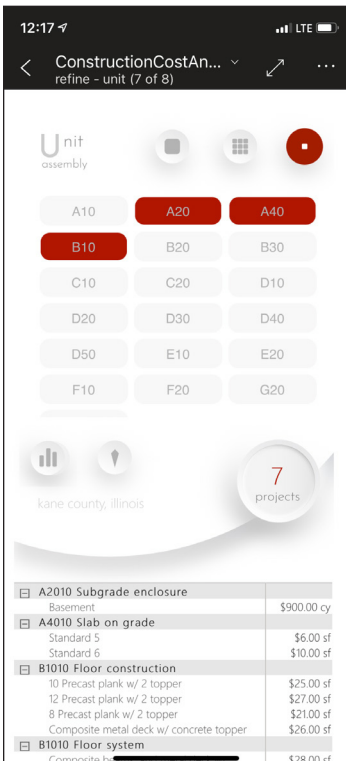 12:17 LTE
ConstructionCostAn...
refine - unit (7 of 8)
Unit
assembly
A10 A20 A40
B10 B20 B30
C10 C20 D10
D20 D30 D40
D50 E10 E20
F10 F20 G20
7
projects
kane county, illinois
A2010 Subgrade enclosure
Basement $900.00 cy
A4010 Slab on grade
Standard 5 $6.00 sf
Standard 6 $10.00 sf
B1010 Floor construction
10 Precast plank w/ 2 topper $25.00 sf
12 Precast plank w/ 2 topper $27.00 sf
8 Precast plank w/ 2 topper $21.00 sf
Composite metal deck w/ concrete topper $26.00 sf
B1010 Floor system
Composite $28.00 sf